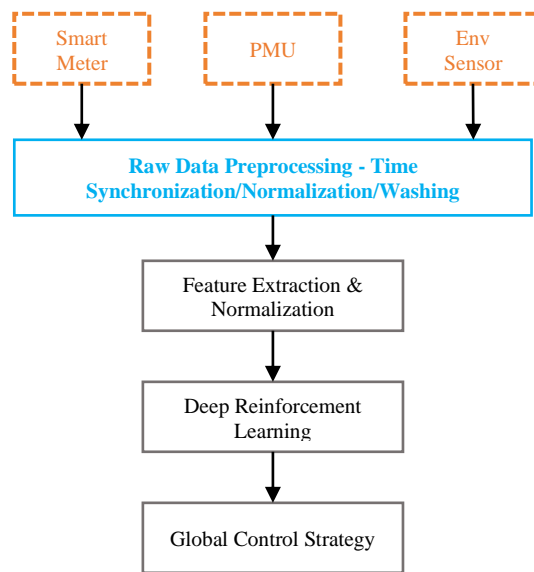 Smart
Meter
PMU
Env
Sensor
Raw Data Preprocessing - Time
Synchronization/Normalization/Washing
Feature Extraction &
Normalization
Deep Reinforcement
Learning
Global Control Strategy